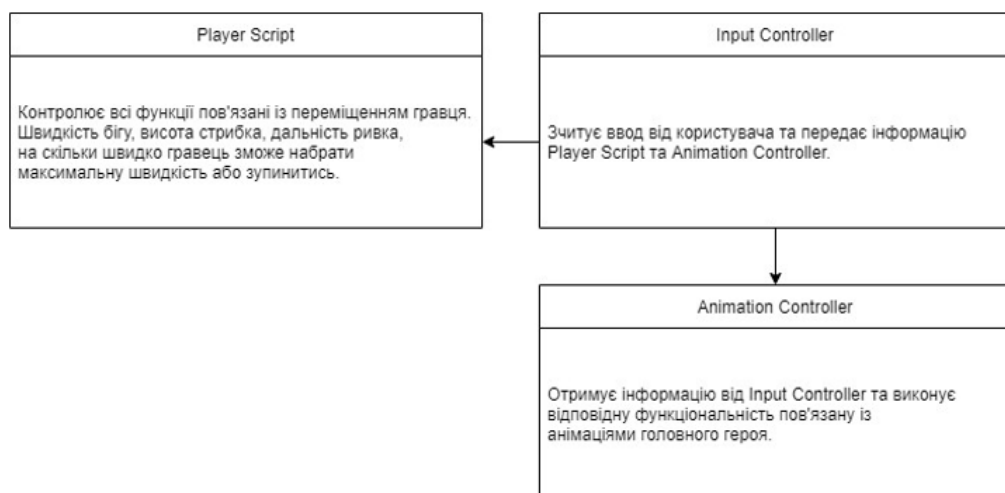 Player Script
Контролює всі функції пов'язані із переміщенням гравця.
Швидкість бігу, висота стрибка, дальність ривка,
на скільки швидко гравець зможе набрати
максимальну швидкість або зупинитись.
Input Controller
Зчитує ввод від користувача та передає інформацію
Player Script та Animation Controller.
Animation Controller
Отримує інформацію від Input Controller та виконує
відповідну функціональність пов'язану із
анімаціями головного героя.